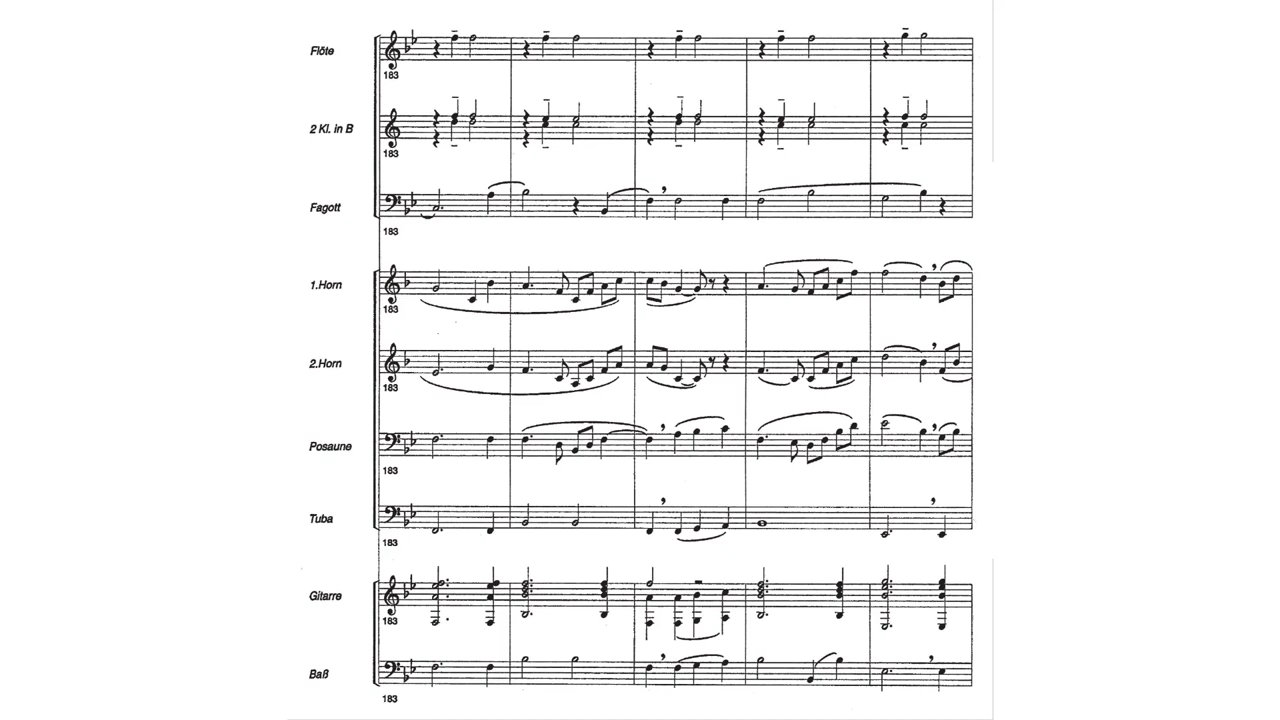 Flöte
183
2 Kl. in B
183
Fagott
183
1.Horn
183
2.Horn
183
Posaune
183
Tuba
183
Gitarre
183
Baß
183